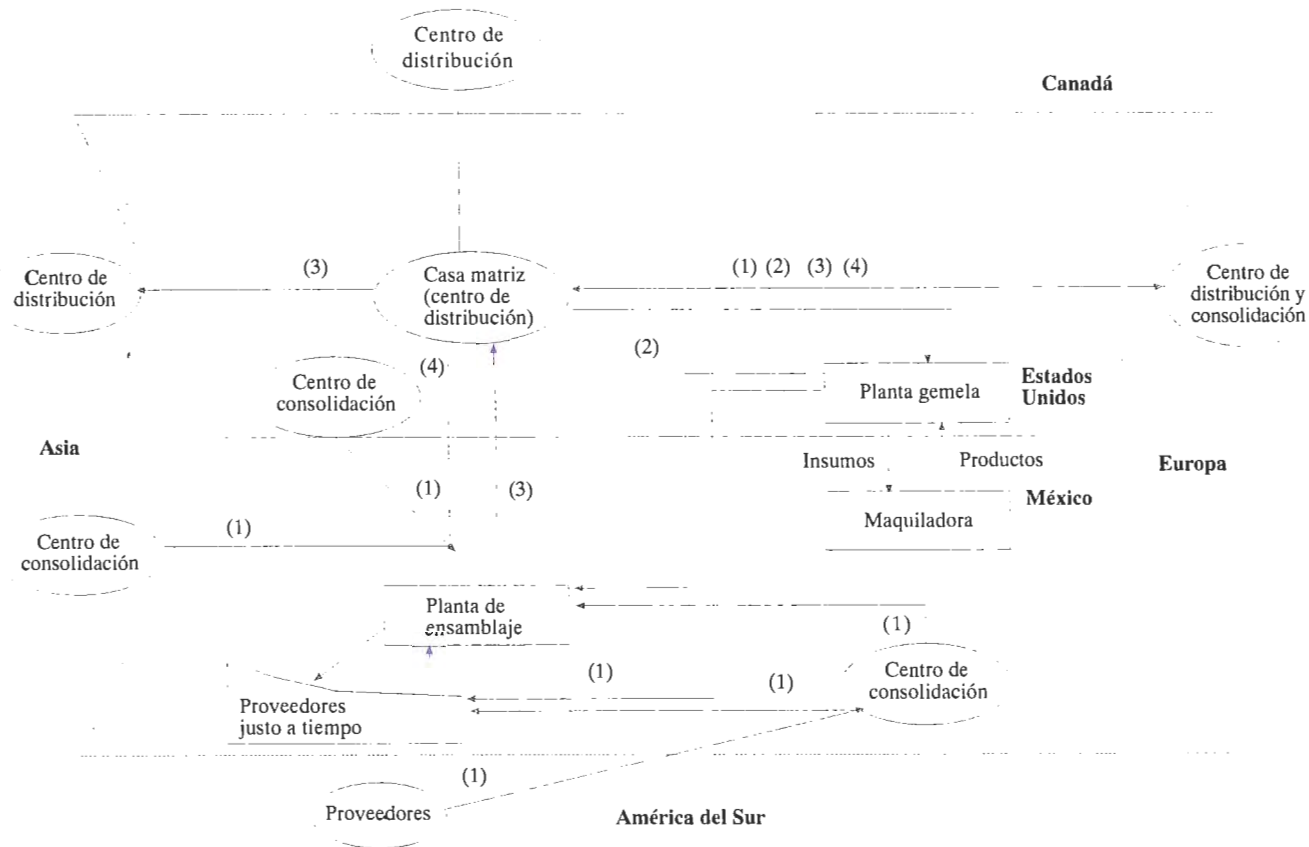 Centro de
distribución
Canadá
(3)
(1) (2) (3) (4)
Centro de
distribución
Casa matriz
(centro de
distribución)
Centro de
distribución y
consolidación
(2)
(4)
Centro de
consolidación
Planta gemela
Estados
Unidos
Asia
Insumos
Productos
Europa
(1)
(3)
México
Maquiladora
(1)
Centro de
consolidación
Planta de
ensamblaje
(1)
(1)
(1)
Centro de
consolidación
Proveedores
justo a tiempo
(1)
Proveedores
América del Sur